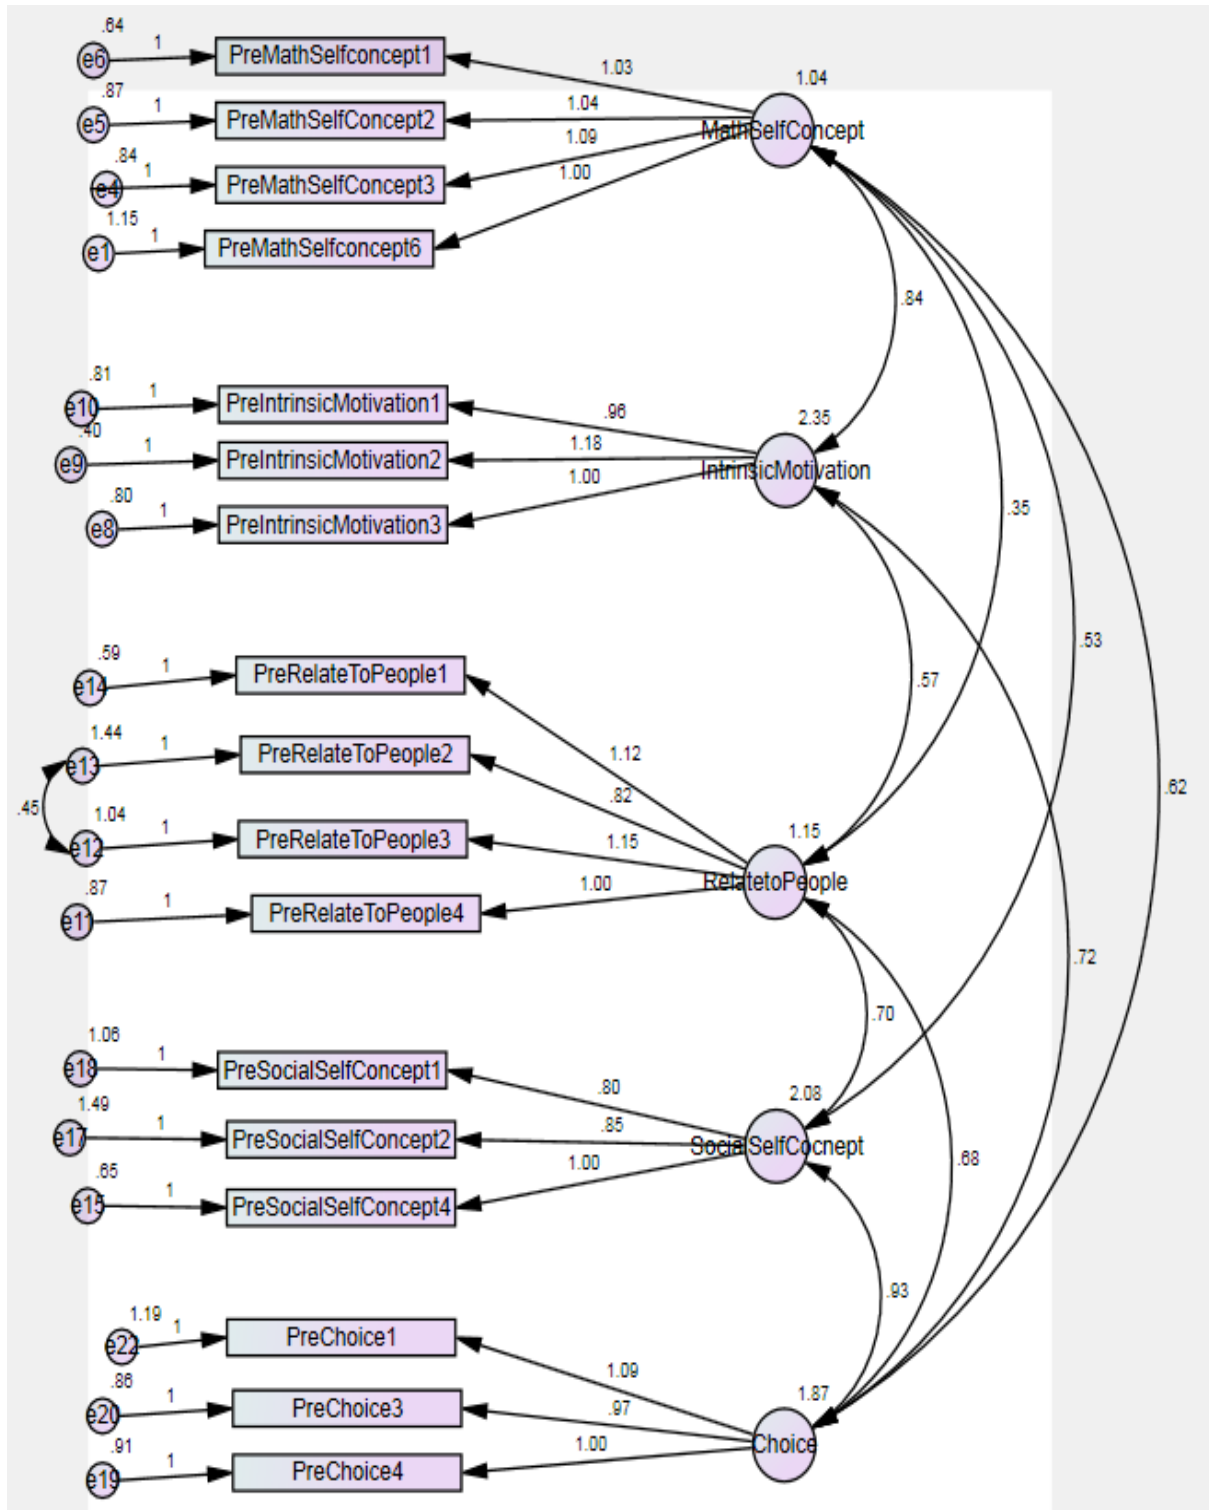 .64
e6
1
PreMathSelfconcept1
1.03
1.04
MathSelfConcept
.87
e5
1
PreMathSelfConcept2
1.04
.84
e4
1
PreMathSelfConcept3
1.09
1.15
e1
1
PreMathSelfconcept6
1.00
.84
.81
e10
1
PreIntrinsicMotivation1
.96
2.35
IntrinsicMotivation
.40
e9
1
PreIntrinsicMotivation2
1.18
.80
e8
1
PreIntrinsicMotivation3
1.00
.35
.53
.57
.59
e14
1
PreRelateToPeople1
1.12
1.44
e13
1
PreRelateToPeople2
.82
.62
.45
1.04
e12
1
PreRelateToPeople3
1.15
1.15
RelatetoPeople
.87
e11
1
PreRelateToPeople4
1.00
.72
.70
1.06
e18
1
PreSocialSelfConcept1
.80
2.08
SocialSelfCocnept
1.49
e17
1
PreSocialSelfConcept2
.85
.68
.65
e15
1
PreSocialSelfConcept4
1.00
.93
1.19
e22
1
PreChoice1
1.09
1.87
Choice
.86
e20
1
PreChoice3
.97
.91
e19
1
PreChoice4
1.00